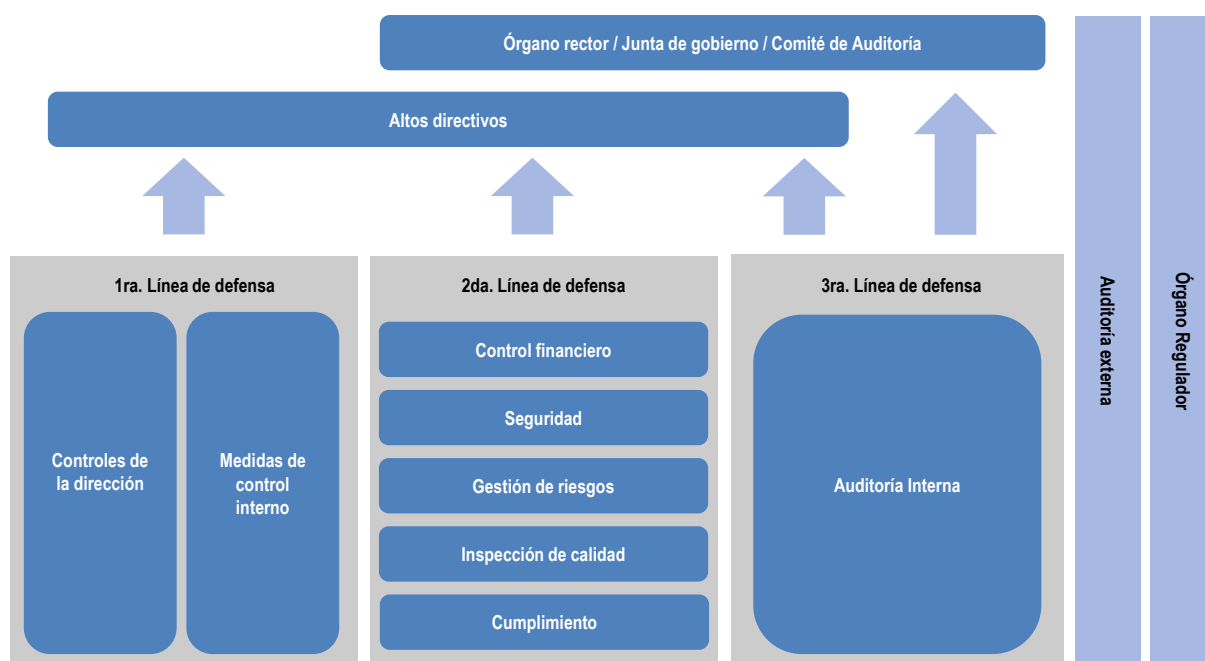 Órgano rector / Junta de gobierno / Comité de Auditoría
Altos directivos
1ra. Línea de defensa
Controles de
la dirección
Medidas de
control
interno
2da. Línea de defensa
Control financiero
Seguridad
Gestión de riesgos
Inspección de calidad
Cumplimiento
3ra. Línea de defensa
Auditoría Interna
Auditoría externa
Órgano Regulador